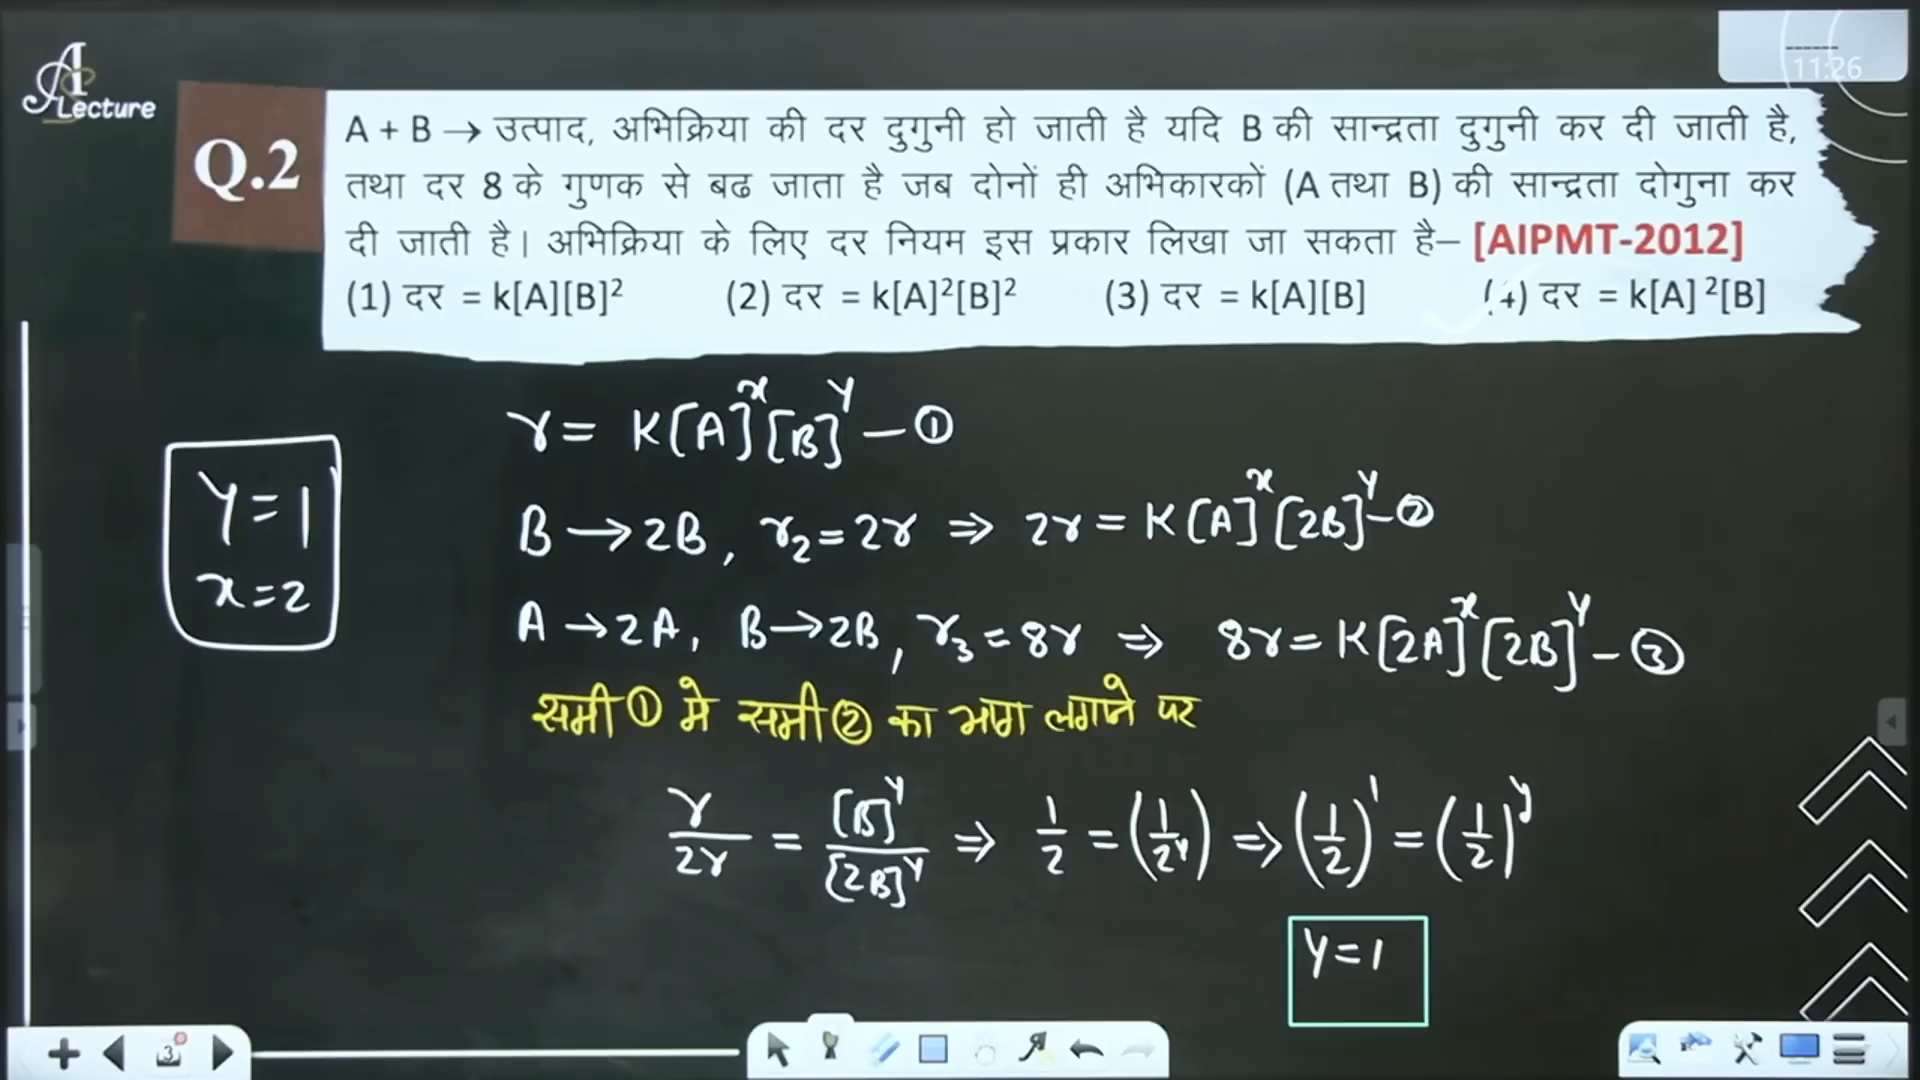 AS Lecture
11:26
Q.2
A + B → उत्पाद, अभिक्रिया की दर दुगुनी हो जाती है यदि B की सान्द्रता दुगुनी कर दी जाती है,
तथा दर 8 के गुणक से बढ जाता है जब दोनों ही अभिकारकों (A तथा B) की सान्द्रता दोगुना कर
दी जाती है। अभिक्रिया के लिए दर नियम इस प्रकार लिखा जा सकता है– [AIPMT-2012]
(1) दर = k[A][B]² (2) दर = k[A]²[B]² (3) दर = k[A][B] (4) दर = k[A]²[B]
r = K[A]ˣ[B]ʸ – ①
y = 1
x = 2
B → 2B, r₂ = 2r ⇒ 2r = K[A]ˣ[2B]ʸ – ②
A → 2A, B → 2B, r₃ = 8r ⇒ 8r = K[2A]ˣ[2B]ʸ – ③
समी ① मे समी ② का भाग लगाने पर
r/2r = [B]ʸ/[2B]ʸ ⇒ 1/2 = (1/2ʸ) ⇒ (1/2)¹ = (1/2)ʸ
y = 1
3